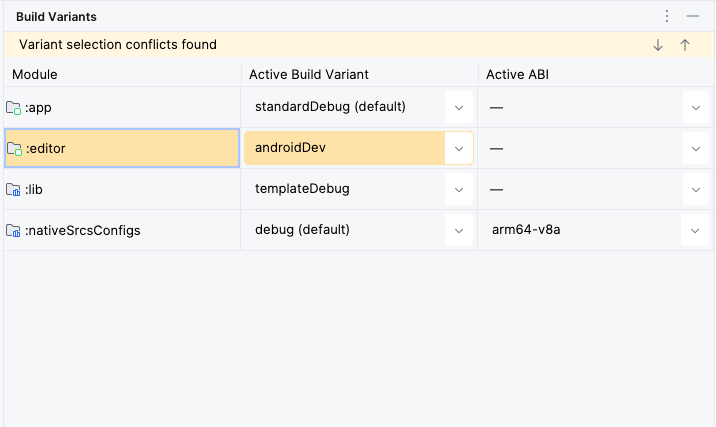 Build Variants
Variant selection conflicts found
Module Active Build Variant Active ABI
:app standardDebug (default) —
:editor androidDev —
:lib templateDebug —
:nativeSrcsConfigs debug (default) arm64-v8a